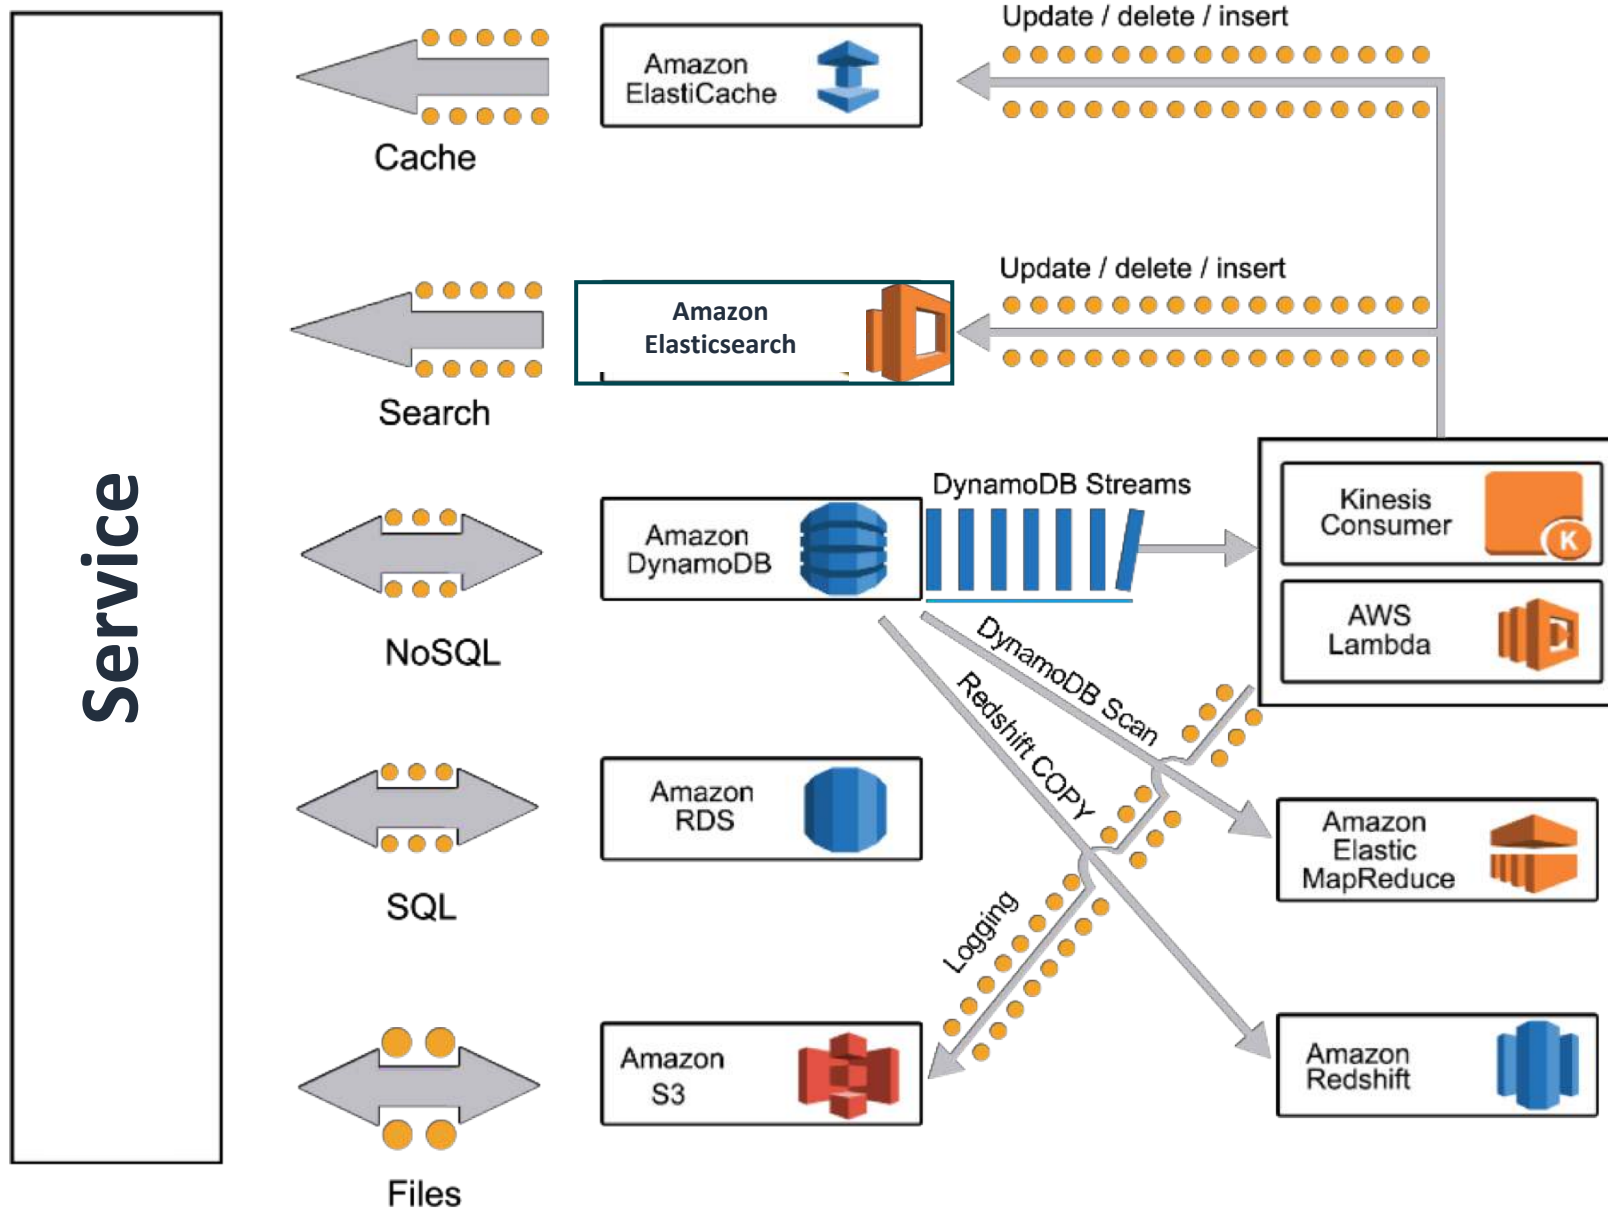 Update / delete / insert
Amazon
ElastiCache
Cache
Update / delete / insert
Amazon
Elasticsearch
Search
Service
DynamoDB Streams
Kinesis
Consumer
K
Amazon
DynamoDB
AWS
Lambda
NoSQL
DynamoDB Scan
Redshift COPY
Amazon
RDS
SQL
Amazon
Elastic
MapReduce
Logging
Amazon
S3
Amazon
Redshift
Files